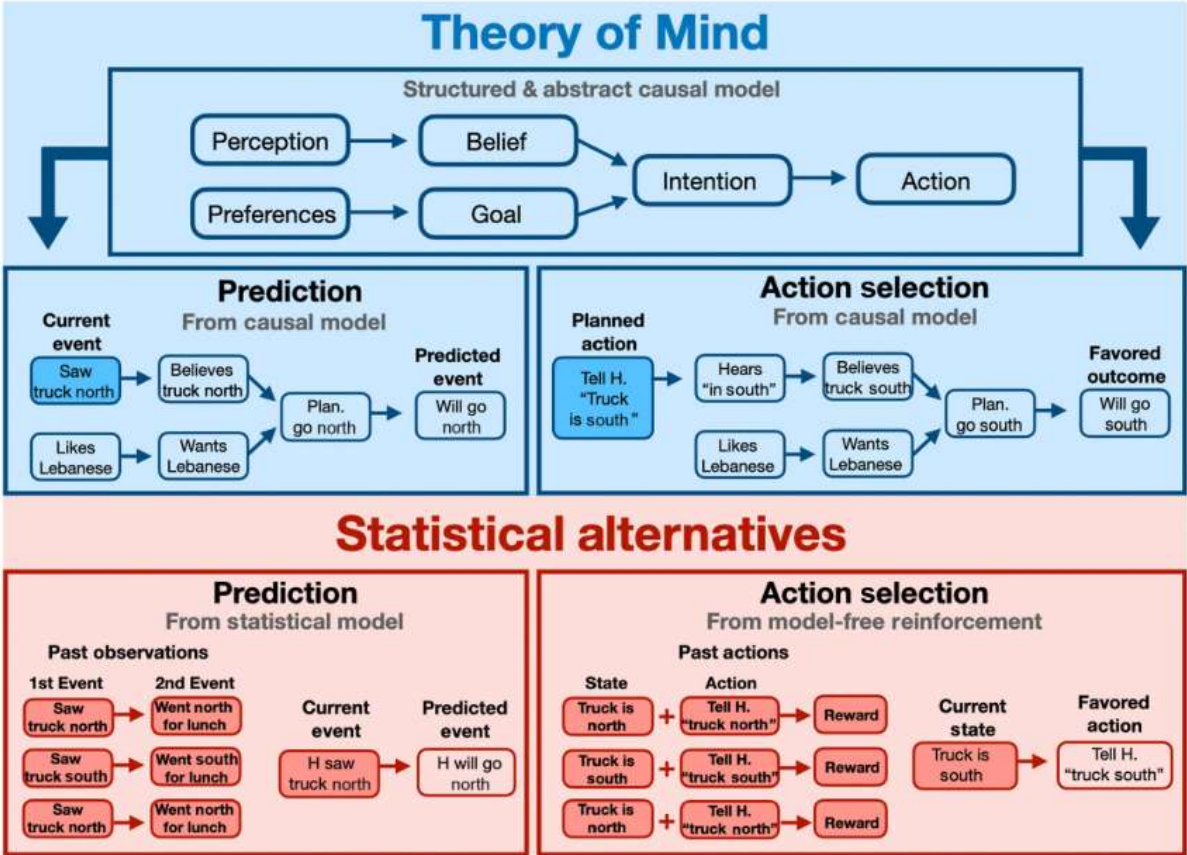 Theory of Mind
Structured & abstract causal model
Perception
Belief
Preferences
Goal
Intention
Action
Prediction
From causal model
Current
event
Saw
truck north
Believes
truck north
Likes
Lebanese
Wants
Lebanese
Plan.
go north
Predicted
event
Will go
north
Action selection
From causal model
Planned
action
Tell H.
“Truck
is south”
Hears
“in south”
Believes
truck south
Likes
Lebanese
Wants
Lebanese
Plan.
go south
Favored
outcome
Will go
south
Statistical alternatives
Prediction
From statistical model
Past observations
1st Event
2nd Event
Saw
truck north
Went north
for lunch
Saw
truck south
Went south
for lunch
Saw
truck north
Went north
for lunch
Current
event
H saw
truck north
Predicted
event
H will go
north
Action selection
From model-free reinforcement
Past actions
State
Action
Truck is
north
+
Tell H.
“truck north”
Reward
Truck is
south
+
Tell H.
“truck south”
Reward
Truck is
north
+
Tell H.
“truck north”
Reward
Current
state
Truck is
south
Favored
action
Tell H.
“truck south”